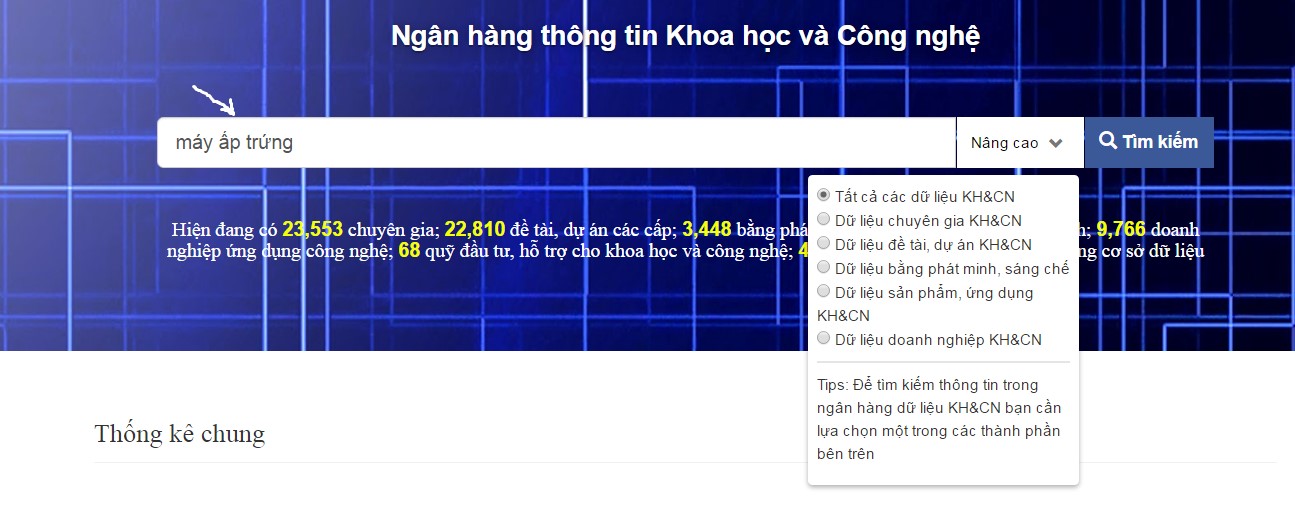 Ngân hàng thông tin Khoa học và Công nghệ
máy ấp trứng
Nâng cao
Tìm kiếm
Hiện đang có 23,553 chuyên gia; 22,810 đề tài, dự án các cấp; 3,448 bằng 9,766 doanh
nghiệp ứng dụng công nghệ; 68 quỹ đầu tư, hỗ trợ cho khoa học và công nghệ; cơ sở dữ liệu
Tất cả các dữ liệu KH&CN
Dữ liệu chuyên gia KH&CN
Dữ liệu đề tài, dự án KH&CN
Dữ liệu bằng phát minh, sáng chế
Dữ liệu sản phẩm, ứng dụng
KH&CN
Dữ liệu doanh nghiệp KH&CN
Tips: Để tìm kiếm thông tin trong
ngân hàng dữ liệu KH&CN bạn cần
lựa chọn một trong các thành phần
bên trên
Thống kê chung